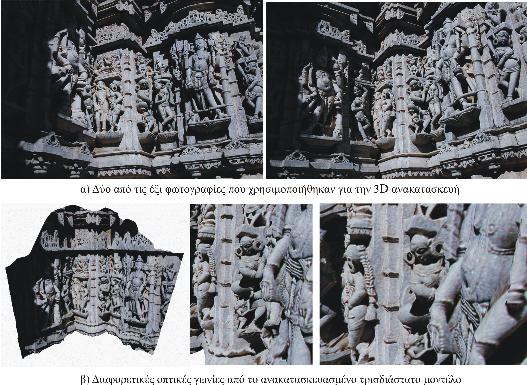 α) Δύο από τις έξι φωτογραφίες που χρησιμοποιήθηκαν για την 3D ανακατασκευή
β) Διαφορετικές οπτικές γωνίες από το ανακατασκευασμένο τρισδιάστατο μοντέλο